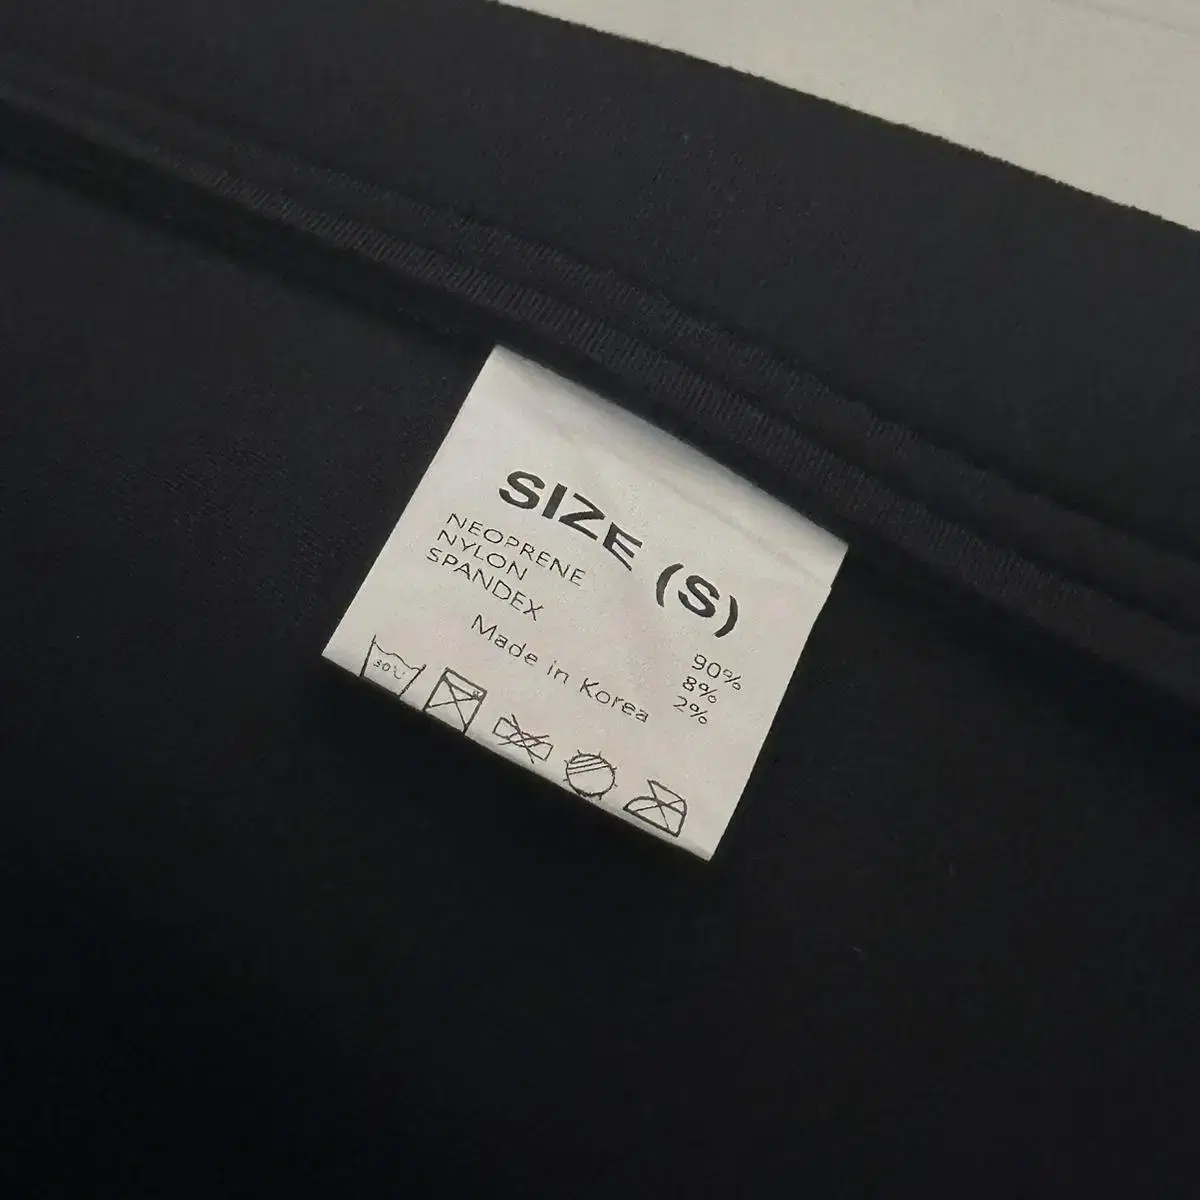 SIZE (S)
NEOPRENE 90%
NYLON 8%
SPANDEX 2%
Made in Korea
30℃